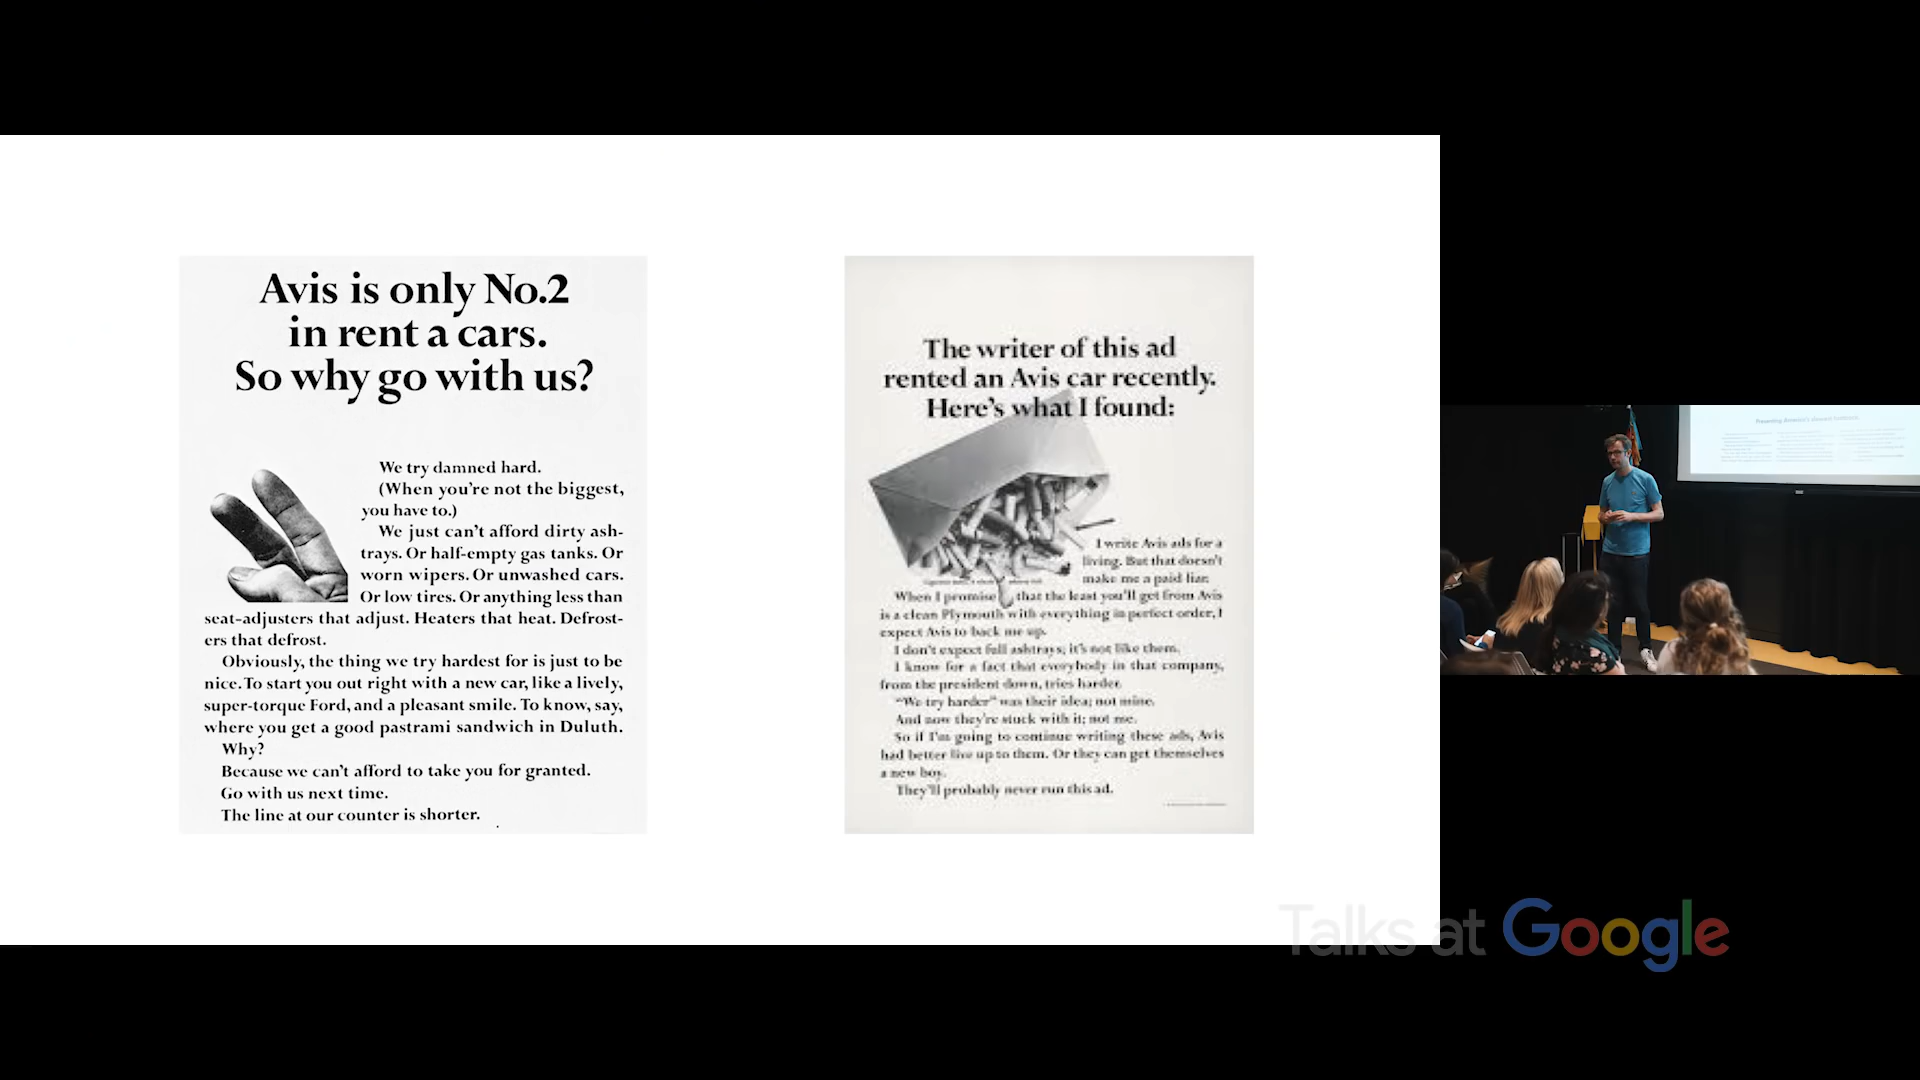 Avis is only No.2
in rent a cars.
So why go with us?
We try damned hard.
(When you're not the biggest,
you have to.)
We just can't afford dirty ash-
trays. Or half-empty gas tanks. Or
worn wipers. Or unwashed cars.
Or low tires. Or anything less than
seat-adjusters that adjust. Heaters that heat. Defrost-
ers that defrost.
Obviously, the thing we try hardest for is just to be
nice. To start you out right with a new car, like a lively,
super-torque Ford, and a pleasant smile. To know, say,
where you get a good pastrami sandwich in Duluth.
Why?
Because we can't afford to take you for granted.
Go with us next time.
The line at our counter is shorter.
The writer of this ad
rented an Avis car recently.
Here's what I found:
I write Avis ads for a
living. But that doesn't
make me a paid liar.
When I promise that the least you'll get from Avis
is a clean Plymouth with everything in perfect order, I
expect Avis to back me up.
I don't expect full ashtrays; it's not like them.
I know for a fact that everybody in that company,
from the president down, tries harder.
"We try harder" was their idea; not mine.
And now they're stuck with it; not me.
So if I'm going to continue writing these ads, Avis
had better live up to them. Or they can get themselves
a new boy.
They'll probably never run this ad.
Talks at Google